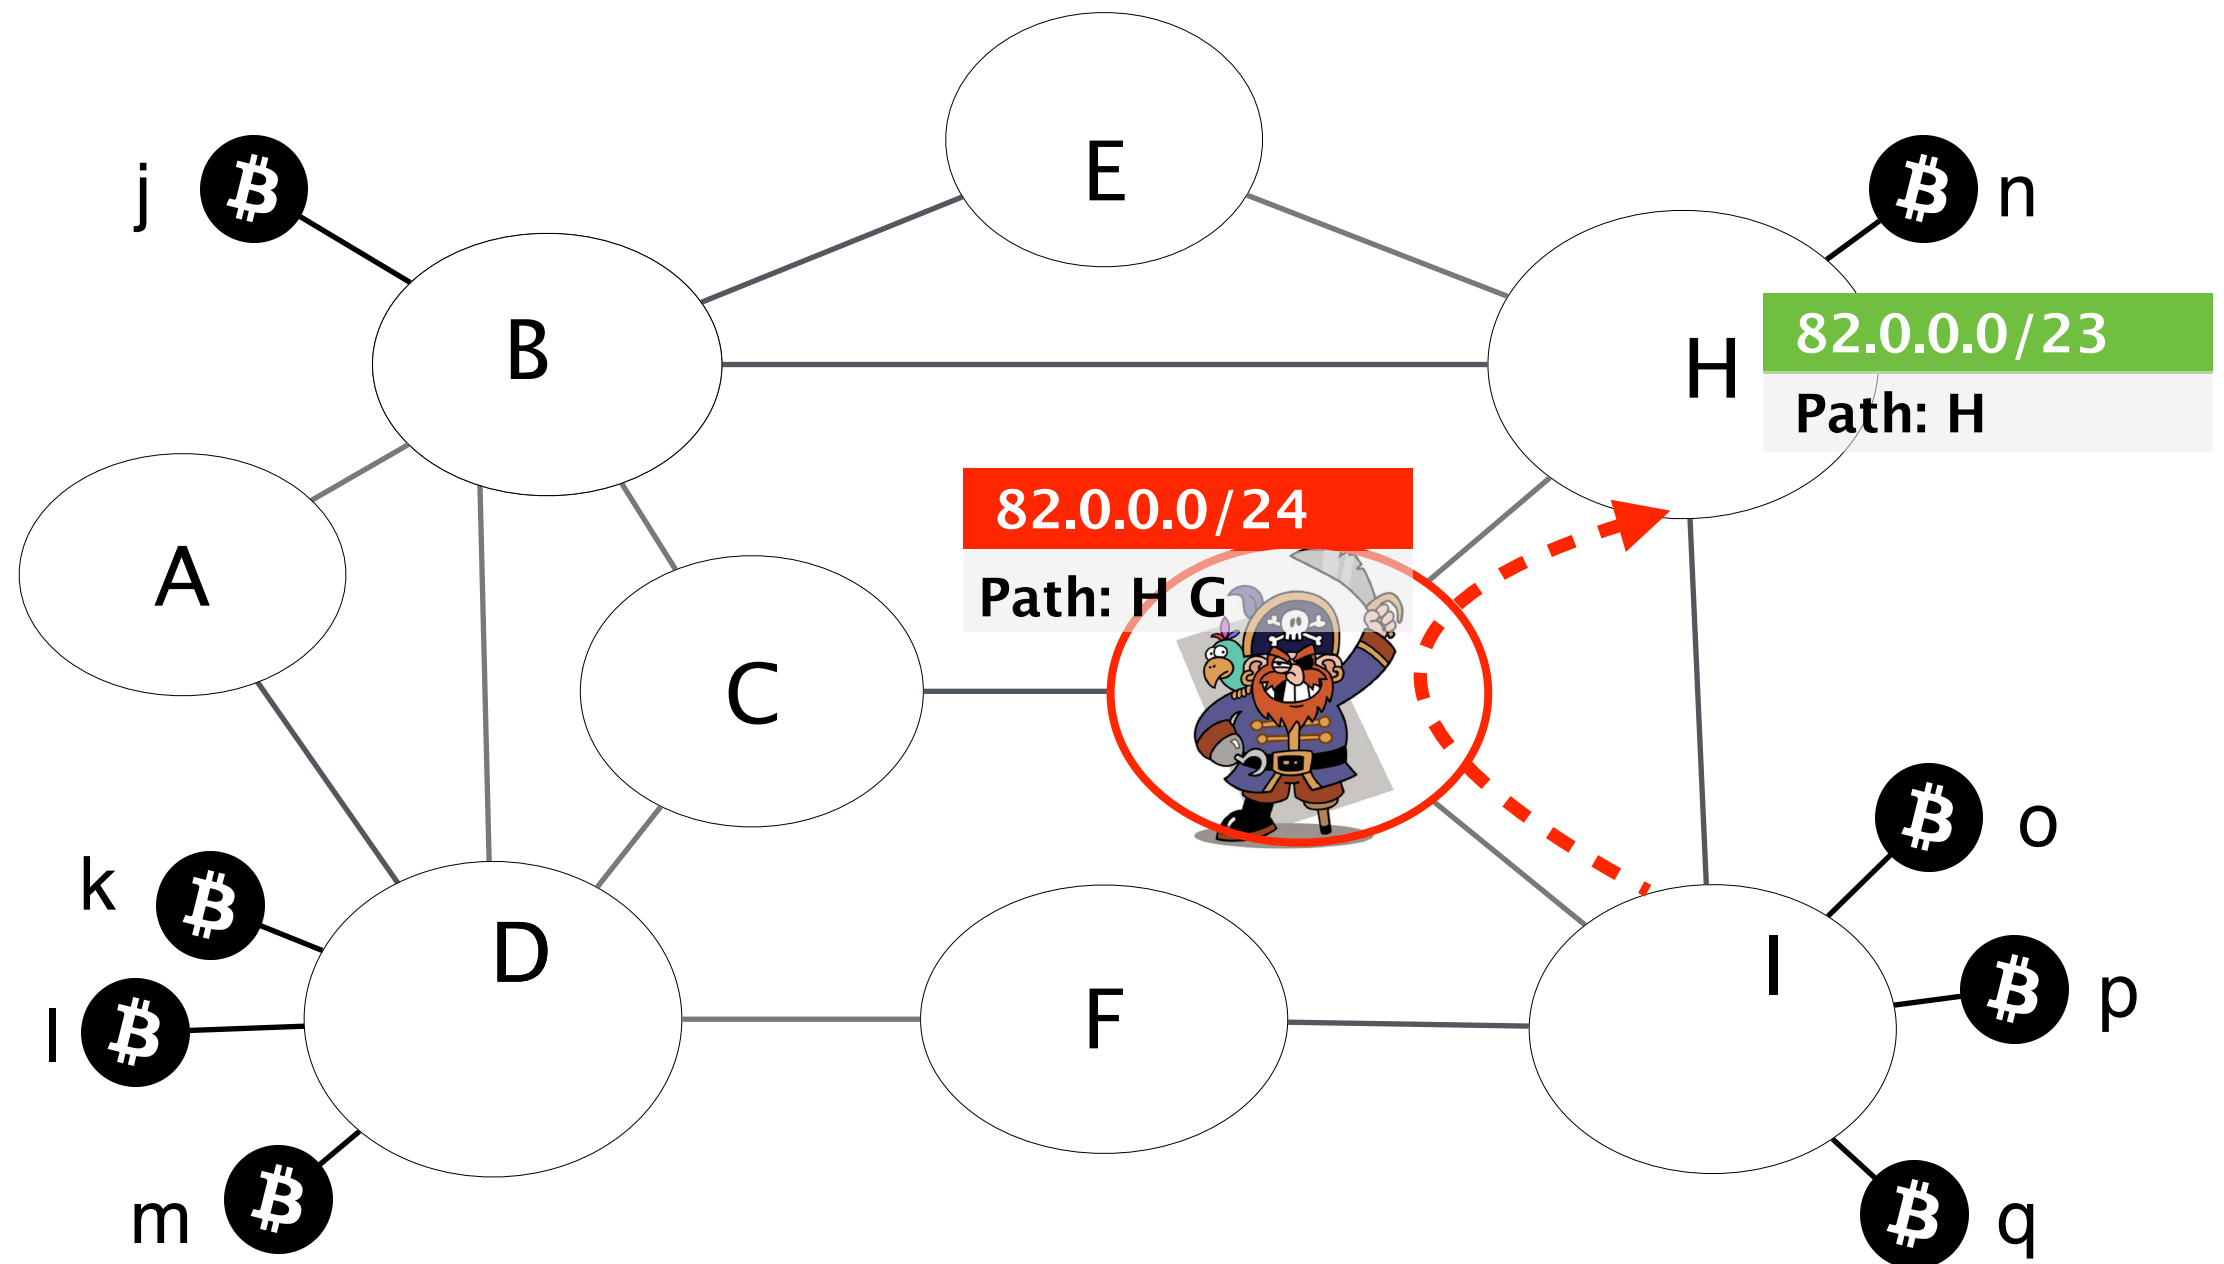 E
j
n
B
H
82.0.0.0/23
Path: H
82.0.0.0/24
Path: H G
A
C
k
D
F
I
o
l
p
m
q